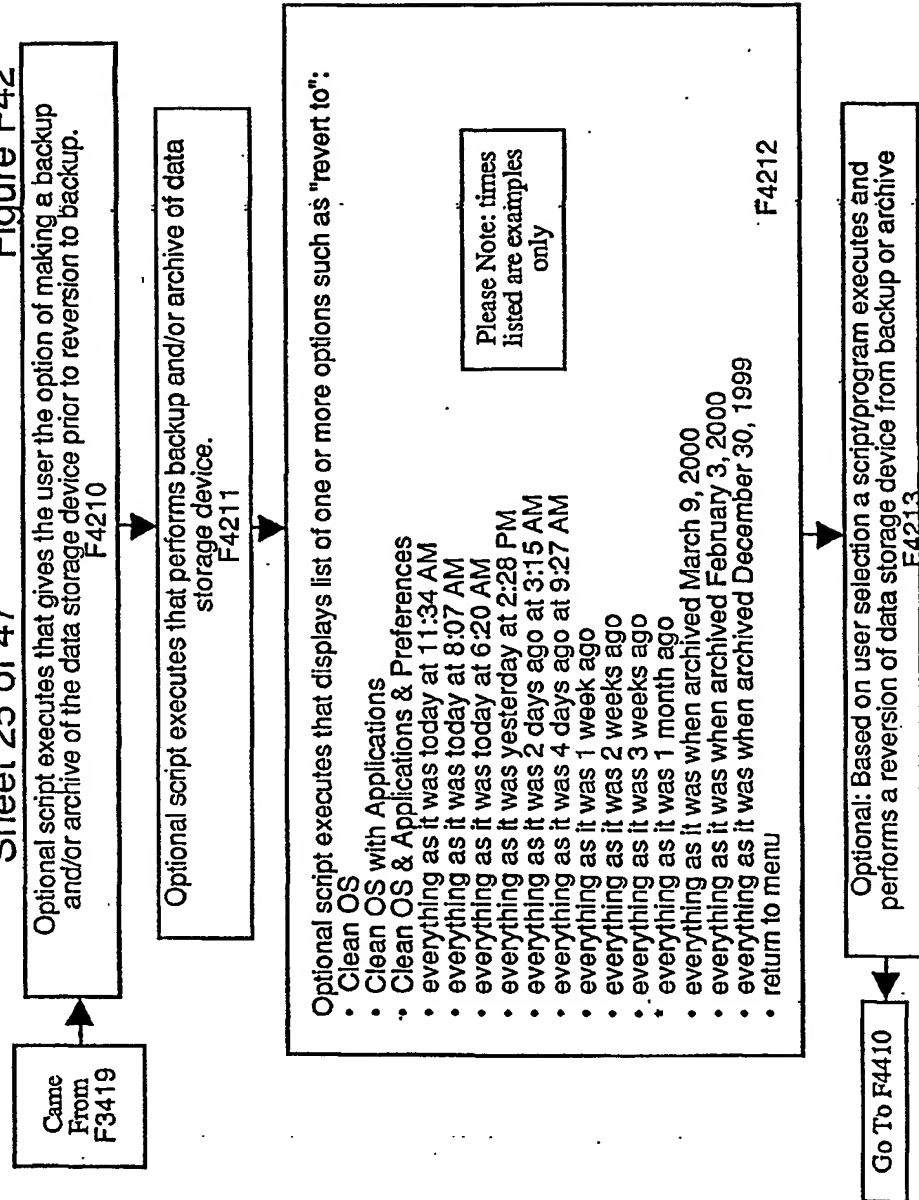 Sheet 25 of 47
Figure F42
Came
From
F3419
Optional script executes that gives the user the option of making a backup
and/or archive of the data storage device prior to reversion to backup.
F4210
Optional script executes that performs backup and/or archive of data
storage device.
F4211
Optional script executes that displays list of one or more options such as "revert to":
• Clean OS
• Clean OS with Applications
• Clean OS & Applications & Preferences
• everything as it was today at 11:34 AM
• everything as it was today at 8:07 AM
• everything as it was today at 6:20 AM
• everything as it was yesterday at 2:28 PM
• everything as it was 2 days ago at 3:15 AM
• everything as it was 4 days ago at 9:27 AM
• everything as it was 1 week ago
• everything as it was 2 weeks ago
• everything as it was 3 weeks ago
• everything as it was 1 month ago
• everything as it was when archived March 9, 2000
• everything as it was when archived February 3, 2000
• everything as it was when archived December 30, 1999
• return to menu
Please Note: times
listed are examples
only
F4212
Optional: Based on user selection a script/program executes and
performs a reversion of data storage device from backup or archive
F4213
Go To F4410